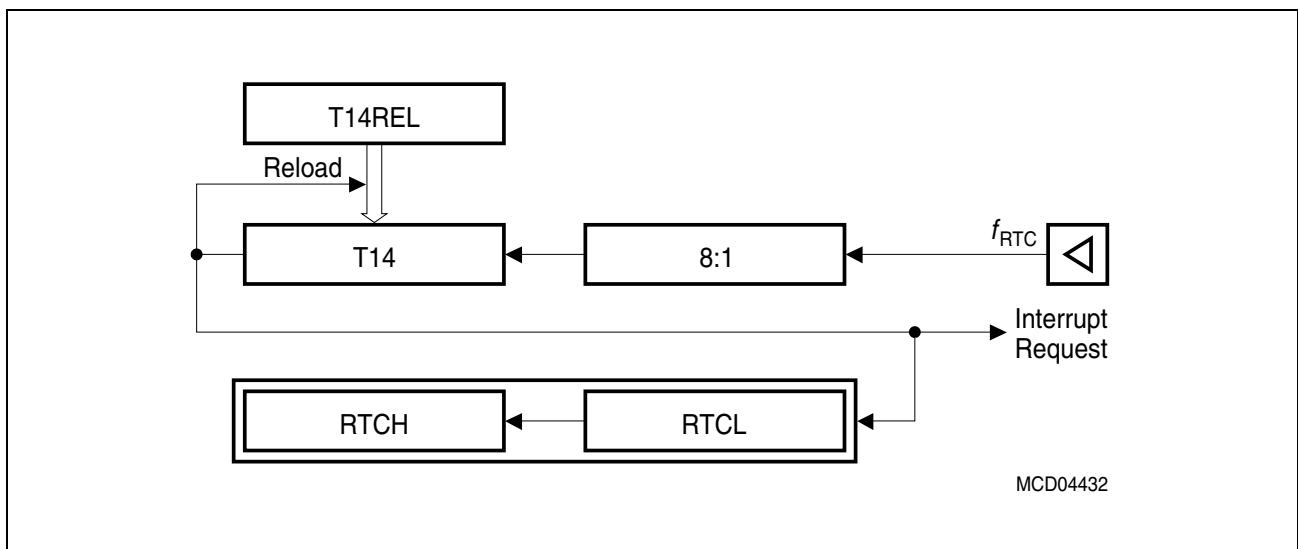 T14REL
Reload
T14
8:1
fRTC
Interrupt
Request
RTCH
RTCL
MCD04432